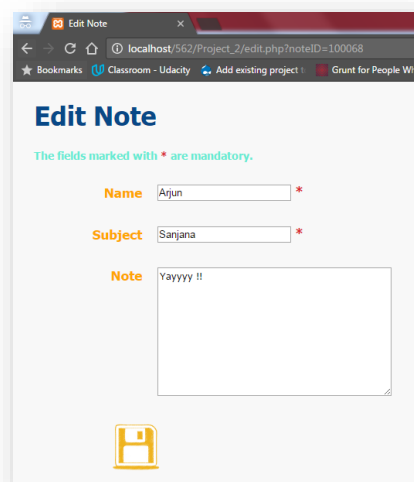 Edit Note
localhost/562/Project_2/edit.php?noteID=100068
Bookmarks Classroom - Udacity Add existing project t Grunt for People Wh
Edit Note
The fields marked with * are mandatory.
Name Arjun *
Subject Sanjana *
Note Yayyyy !!